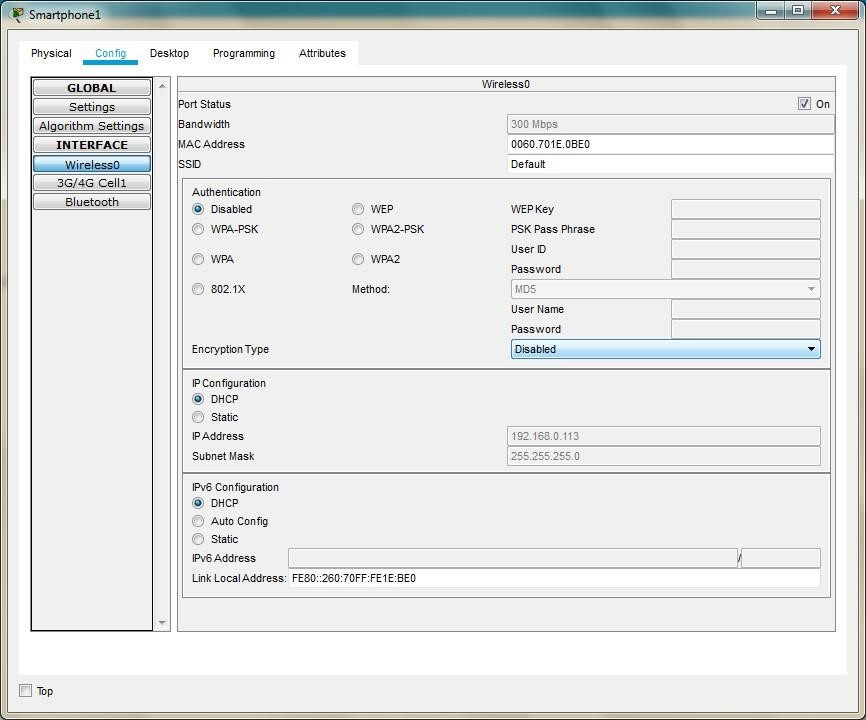 Smartphone1
Physical Config Desktop Programming Attributes
GLOBAL
Settings
Algorithm Settings
INTERFACE
Wireless0
3G/4G Cell1
Bluetooth
Wireless0
Port Status On
Bandwidth 300 Mbps
MAC Address 0060.701E.0BE0
SSID Default
Authentication
Disabled WEP WEP Key
WPA-PSK WPA2-PSK PSK Pass Phrase
User ID
WPA WPA2
Password
802.1X Method: MD5
User Name
Password
Encryption Type Disabled
IP Configuration
DHCP
Static
IP Address 192.168.0.113
Subnet Mask 255.255.255.0
IPv6 Configuration
DHCP
Auto Config
Static
IPv6 Address /
Link Local Address: FE80::260:70FF:FE1E:BE0
Top